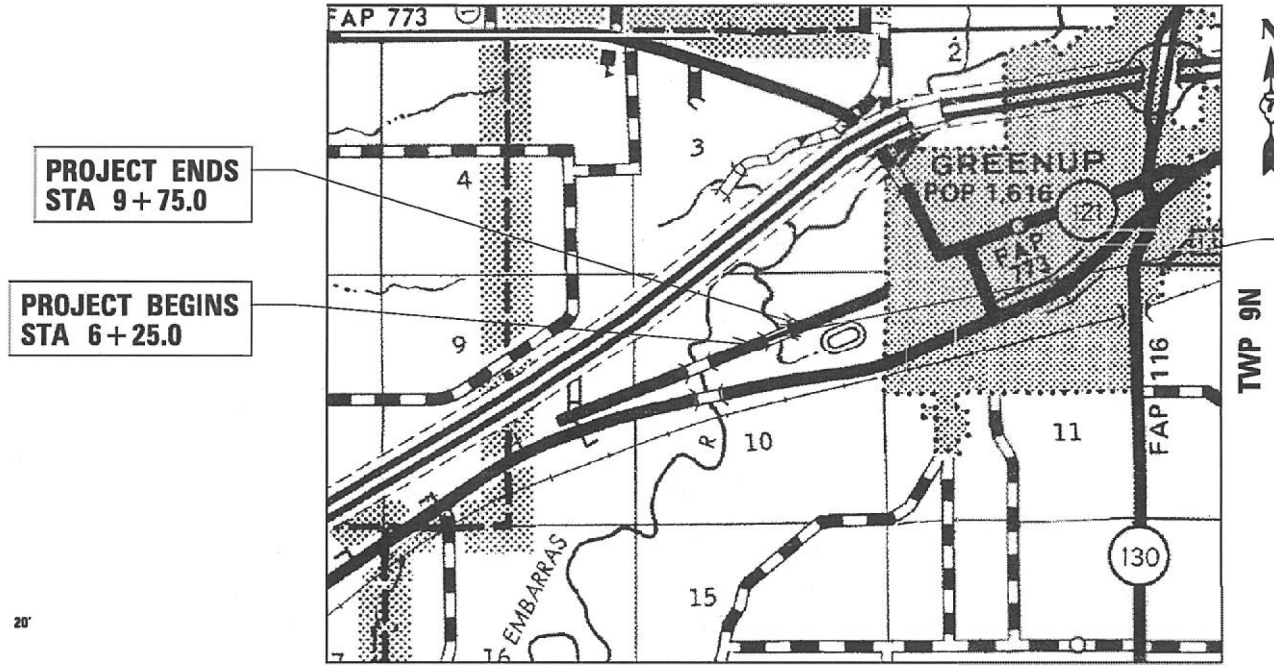 FAP 773
2
N
3
PROJECT ENDS
STA 9+75.0
4
GREENUP
POP 1,616
121
FAP
773
PROJECT BEGINS
STA 6+25.0
9
TWP 9N
FAP 116
R
10
11
EMBARRAS
130
15
20'
16